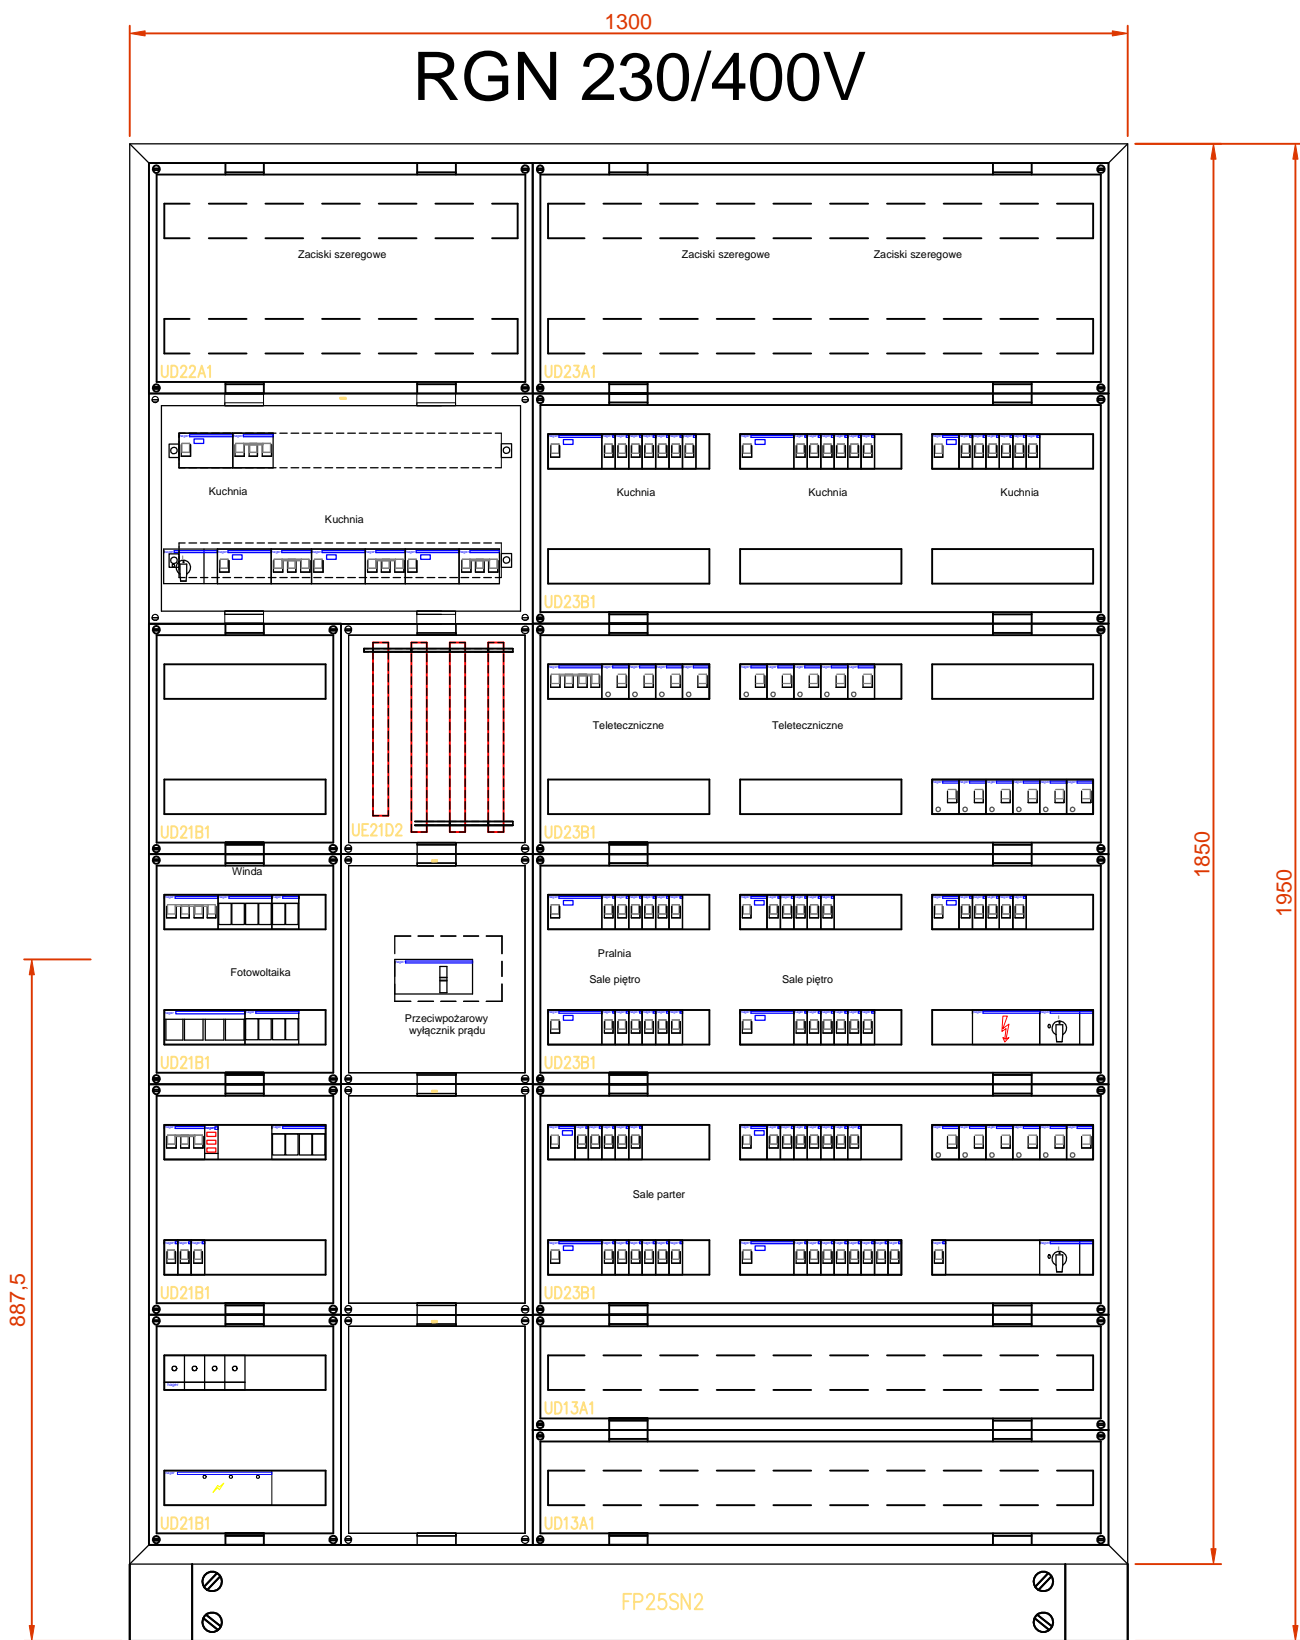 1300
RGN 230/400V
Zaciski szeregowe
Zaciski szeregowe
Zaciski szeregowe
UD22A1
UD23A1
Kuchnia
Kuchnia
Kuchnia
Kuchnia
Kuchnia
UD23B1
Teleteczniczne
Teleteczniczne
UD21B1
UE21D2
UD23B1
1850
1950
Winda
Pralnia
Fotowoltaika
Sale piętro
Sale piętro
Przeciwpożarowy
wyłącznik prądu
UD21B1
UD23B1
Sale parter
887,5
UD21B1
UD23B1
hager
UD13A1
UD21B1
UD13A1
FP25SN2